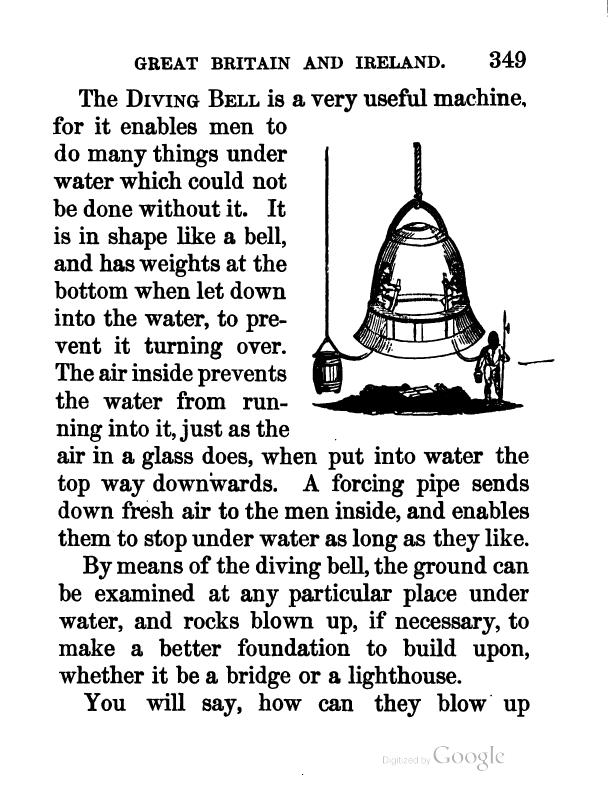 GREAT BRITAIN AND IRELAND. 349
The DIVING BELL is a very useful machine,
for it enables men to
do many things under
water which could not
be done without it. It
is in shape like a bell,
and has weights at the
bottom when let down
into the water, to pre-
vent it turning over.
The air inside prevents
the water from run-
ning into it, just as the
air in a glass does, when put into water the
top way downwards. A forcing pipe sends
down fresh air to the men inside, and enables
them to stop under water as long as they like.
By means of the diving bell, the ground can
be examined at any particular place under
water, and rocks blown up, if necessary, to
make a better foundation to build upon,
whether it be a bridge or a lighthouse.
You will say, how can they blow up
Digitized by Google